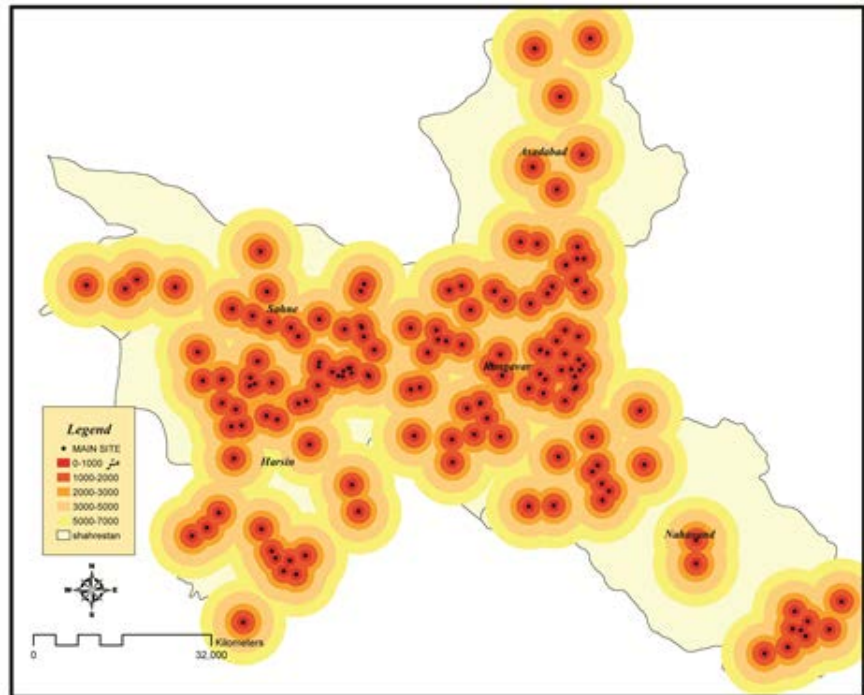 Asadabad
Sahne
Kangavar
Harsin
Nahavand
Legend
MAIN SITE
0-1000 متر
1000-2000
2000-3000
3000-5000
5000-7000
shahrestan
N
W E
S
Kilometers
0 32,000